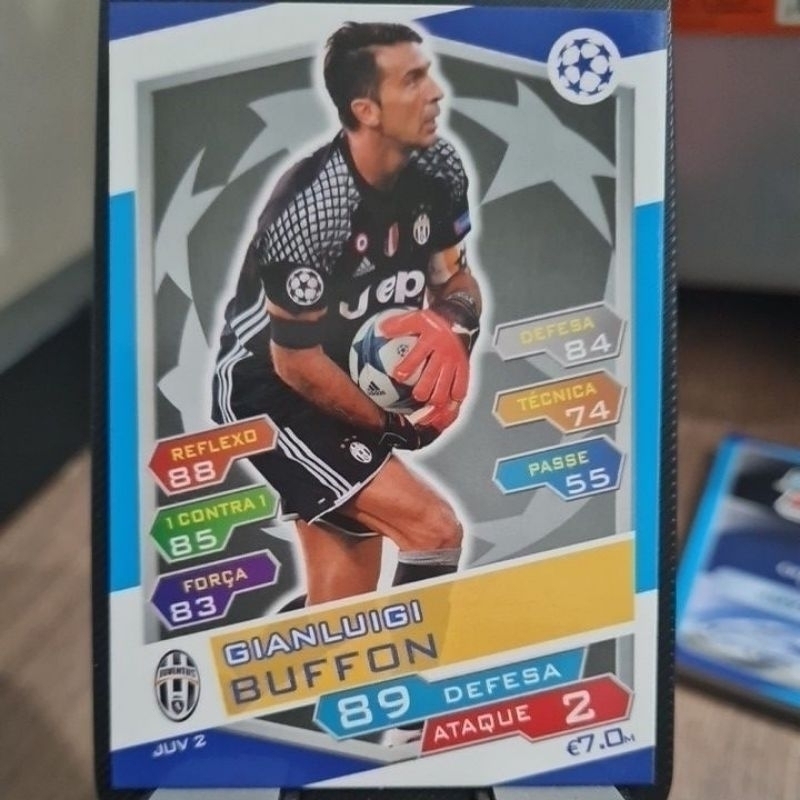 Jeep
DEFESA
84
TÉCNICA
74
PASSE
55
REFLEXO
88
1 CONTRA 1
85
FORÇA
83
GIANLUIGI
BUFFON
JUVENTUS
89 DEFESA
ATAQUE 2
JUV 2
€7.0M